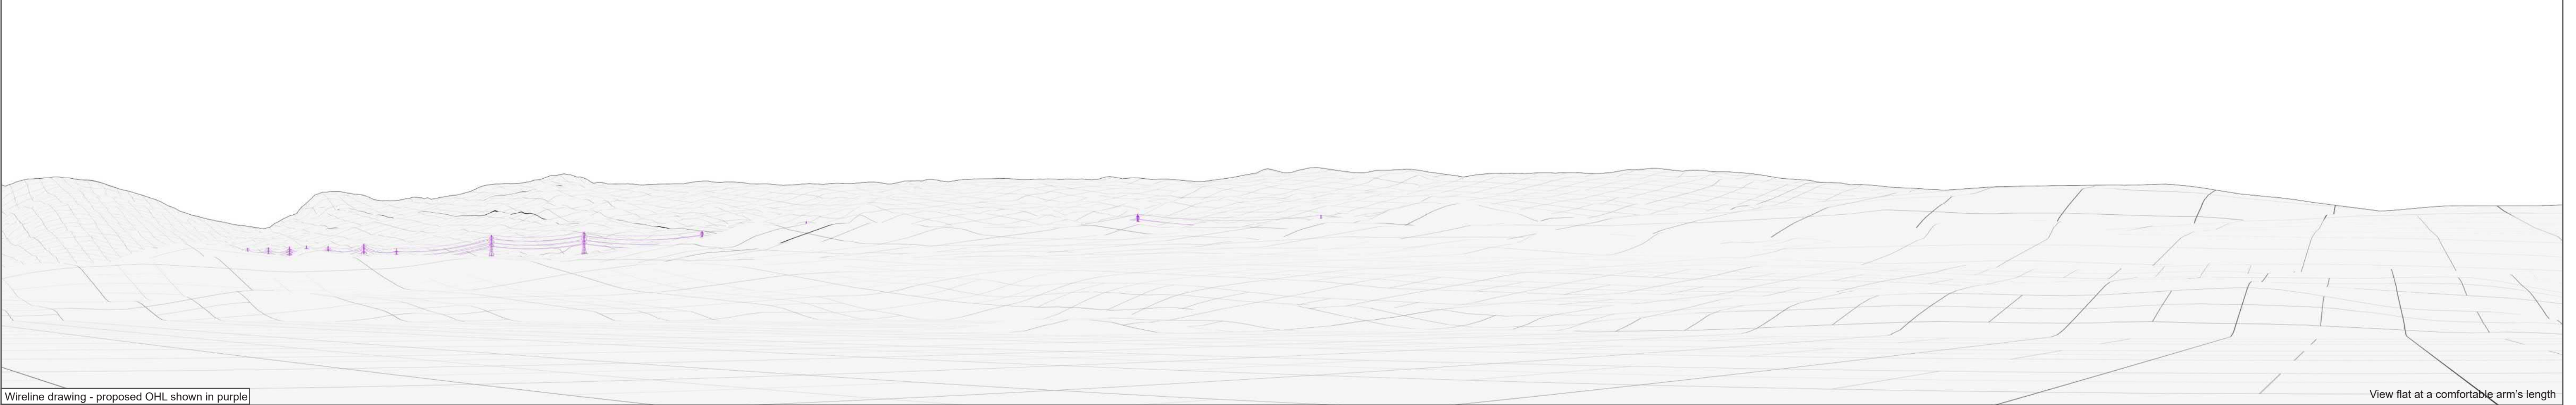 Wireline drawing - proposed OHL shown in purple
View flat at a comfortable arm's length